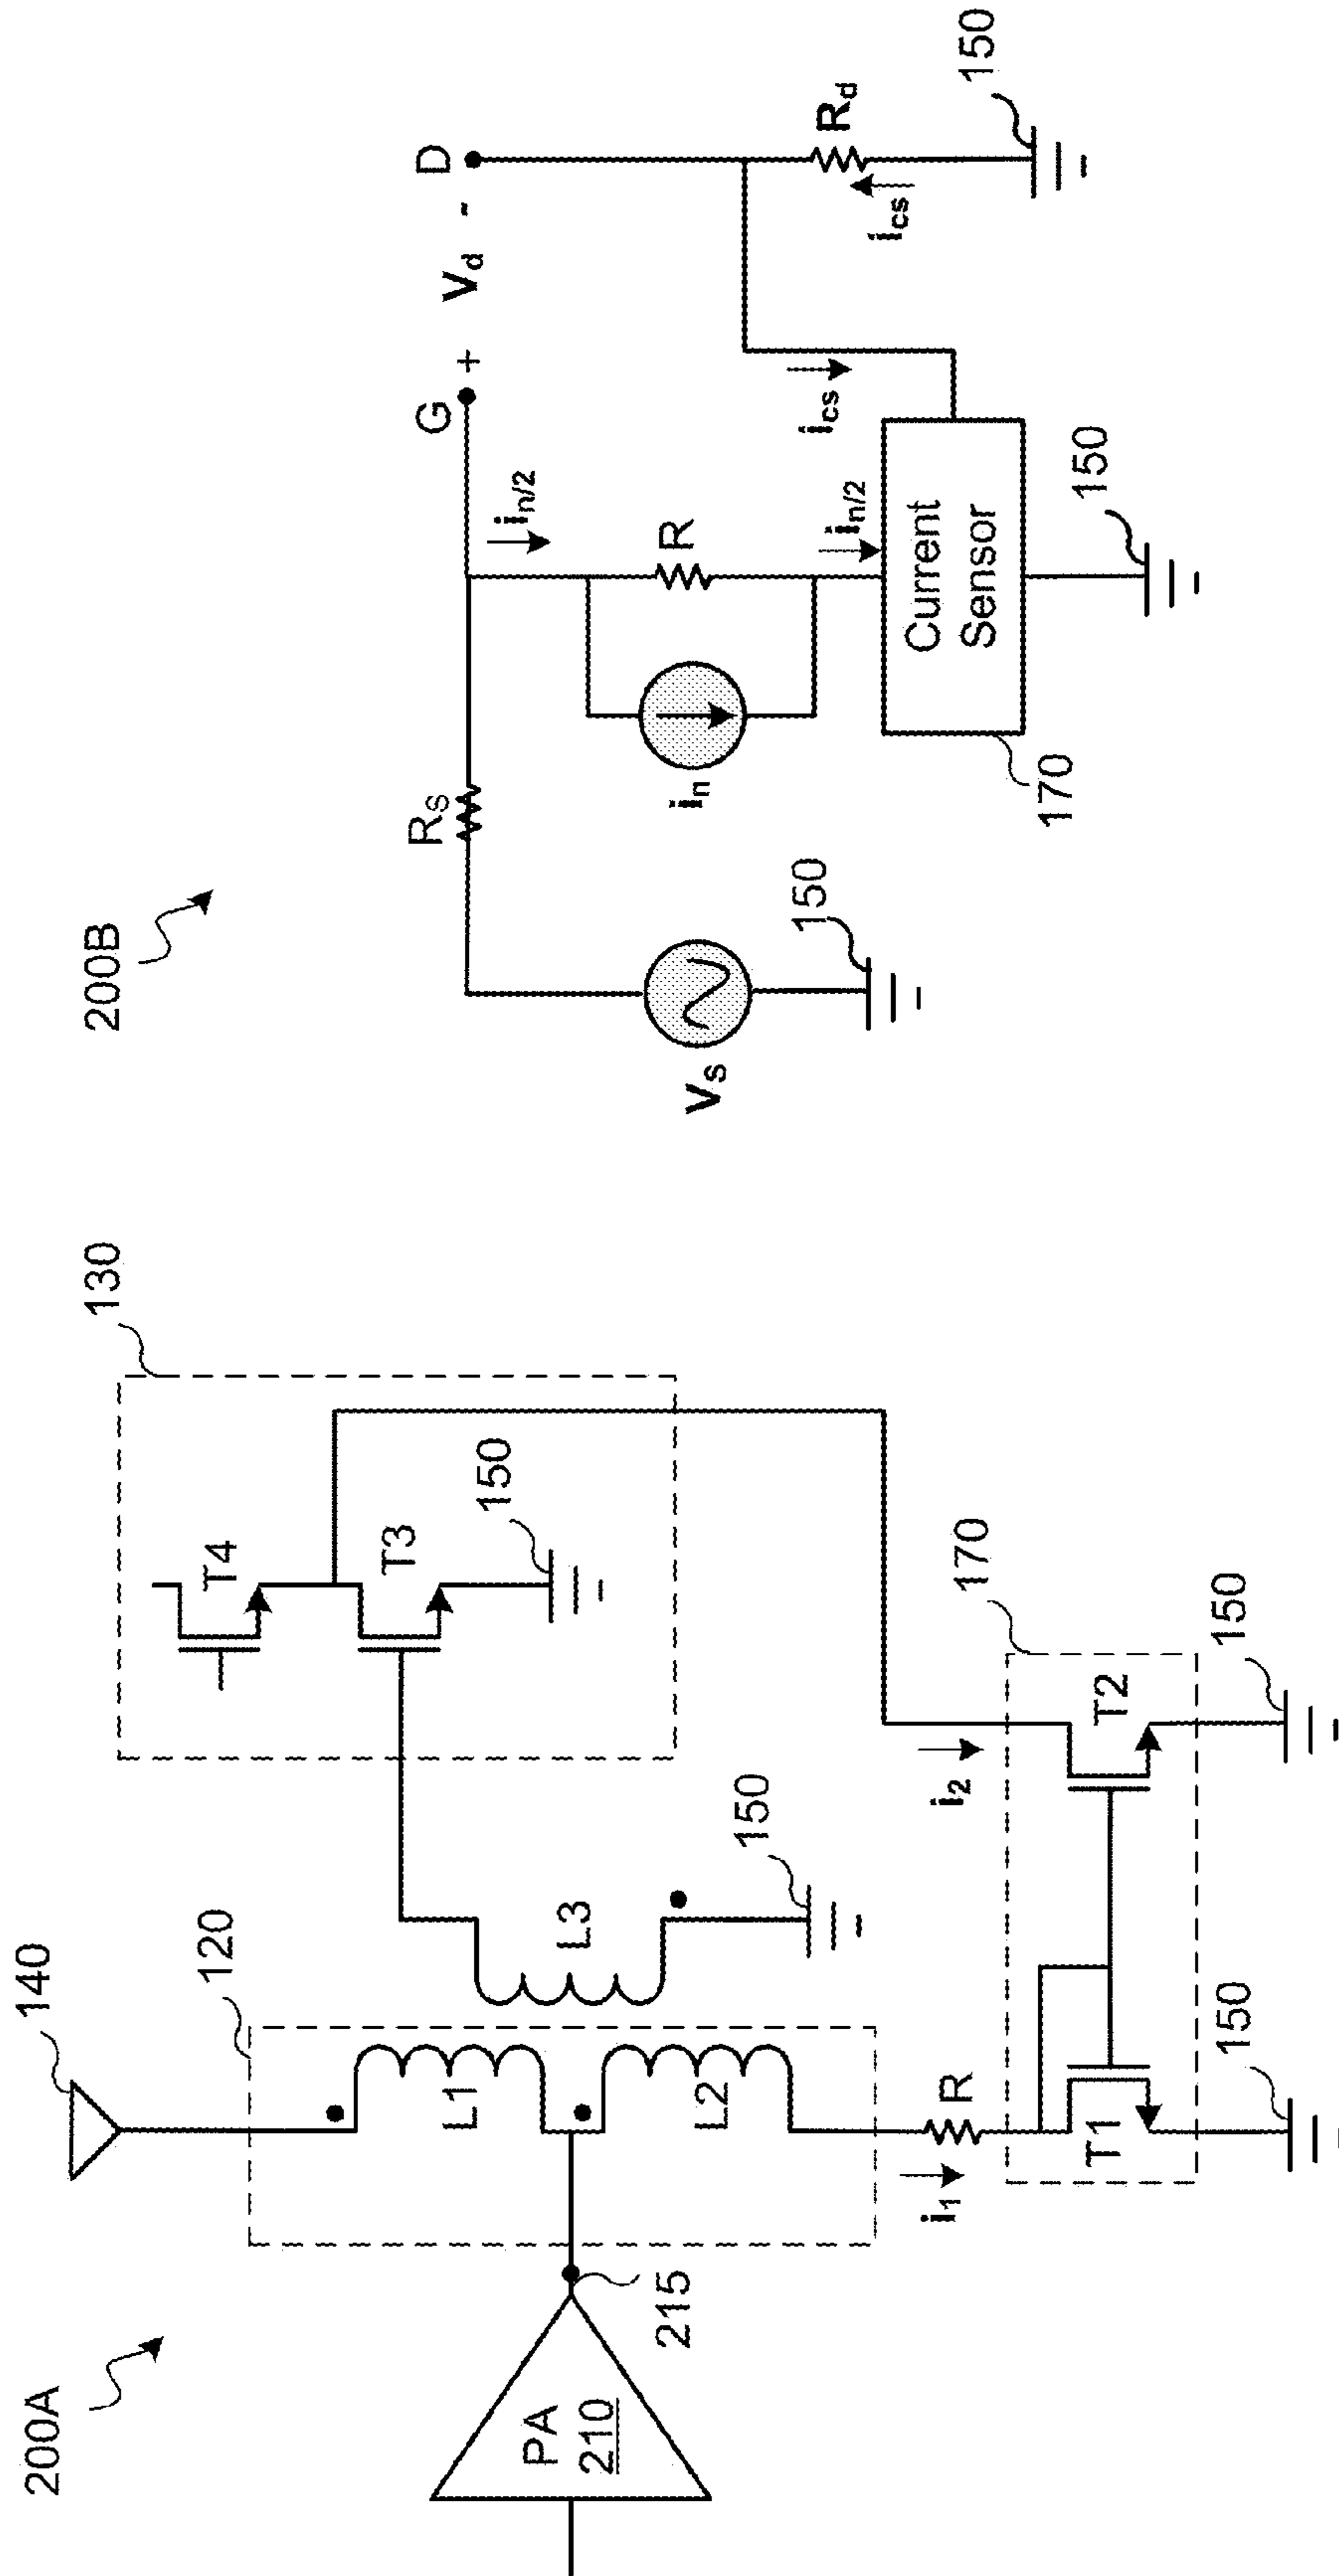 200A
140
120
130
L1
L2
L3
T4
T3
150
150
PA
210
215
R
i1
i2
170
T1
T2
150
150
200B
RS
G
+
Vd
-
D
in/2
R
in
in/2
ics
Rd
ics
VS
150
Current
Sensor
170
150
150